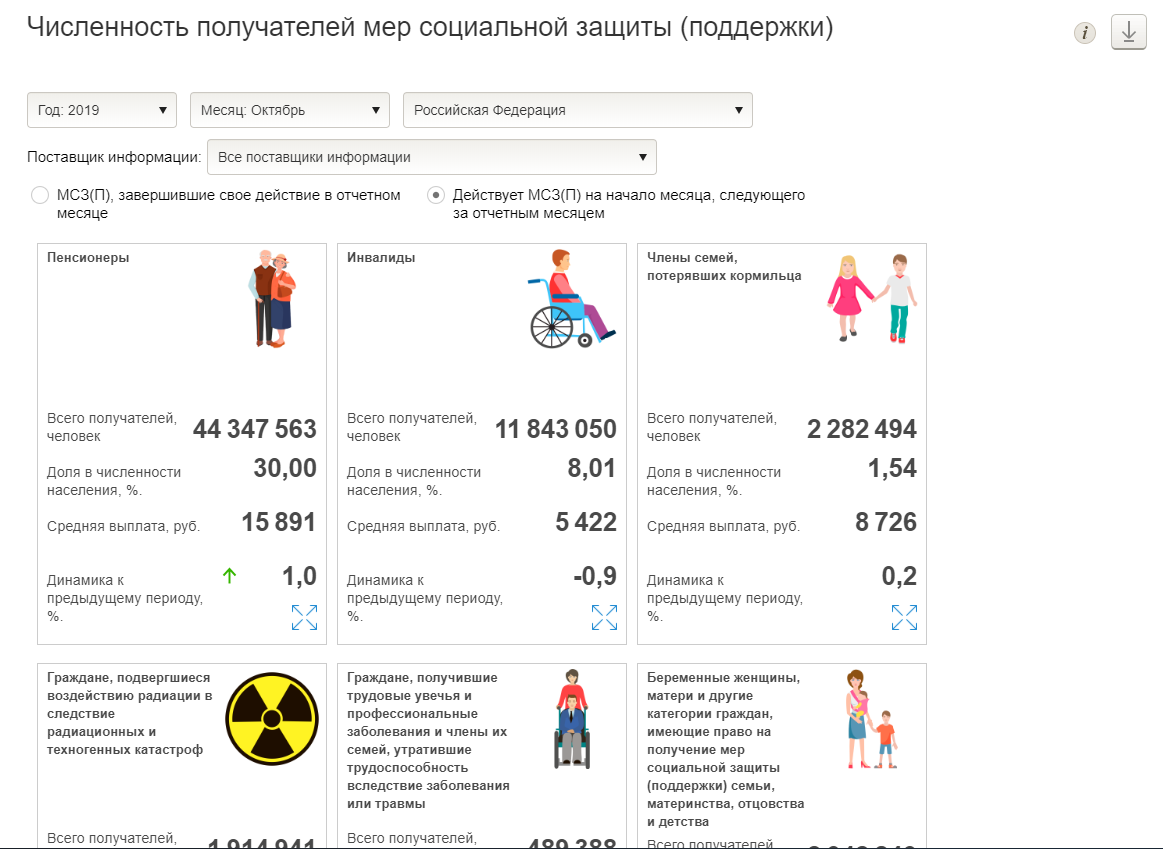 Численность получателей мер социальной защиты (поддержки)
i
Год: 2019
Месяц: Октябрь
Российская Федерация
Поставщик информации:
Все поставщики информации
МСЗ(П), завершившие свое действие в отчетном
месяце
Действует МСЗ(П) на начало месяца, следующего
за отчетным месяцем
Пенсионеры
Всего получателей,
человек
44 347 563
Доля в численности
населения, %.
30,00
Средняя выплата, руб.
15 891
Динамика к
предыдущему периоду,
%.
1,0
Инвалиды
Всего получателей,
человек
11 843 050
Доля в численности
населения, %.
8,01
Средняя выплата, руб.
5 422
Динамика к
предыдущему периоду,
%.
-0,9
Члены семей,
потерявших кормильца
Всего получателей,
человек
2 282 494
Доля в численности
населения, %.
1,54
Средняя выплата, руб.
8 726
Динамика к
предыдущему периоду,
%.
0,2
Граждане, подвергшиеся
воздействию радиации в
следствие
радиационных и
техногенных катастроф
Всего получателей,
1 914 941
Граждане, получившие
трудовые увечья и
профессиональные
заболевания и члены их
семей, утратившие
трудоспособность
вследствие заболевания
или травмы
Всего получателей,
489 388
Беременные женщины,
матери и другие
категории граждан,
имеющие право на
получение мер
социальной защиты
(поддержки) семьи,
материнства, отцовства
и детства
Всего получателей,